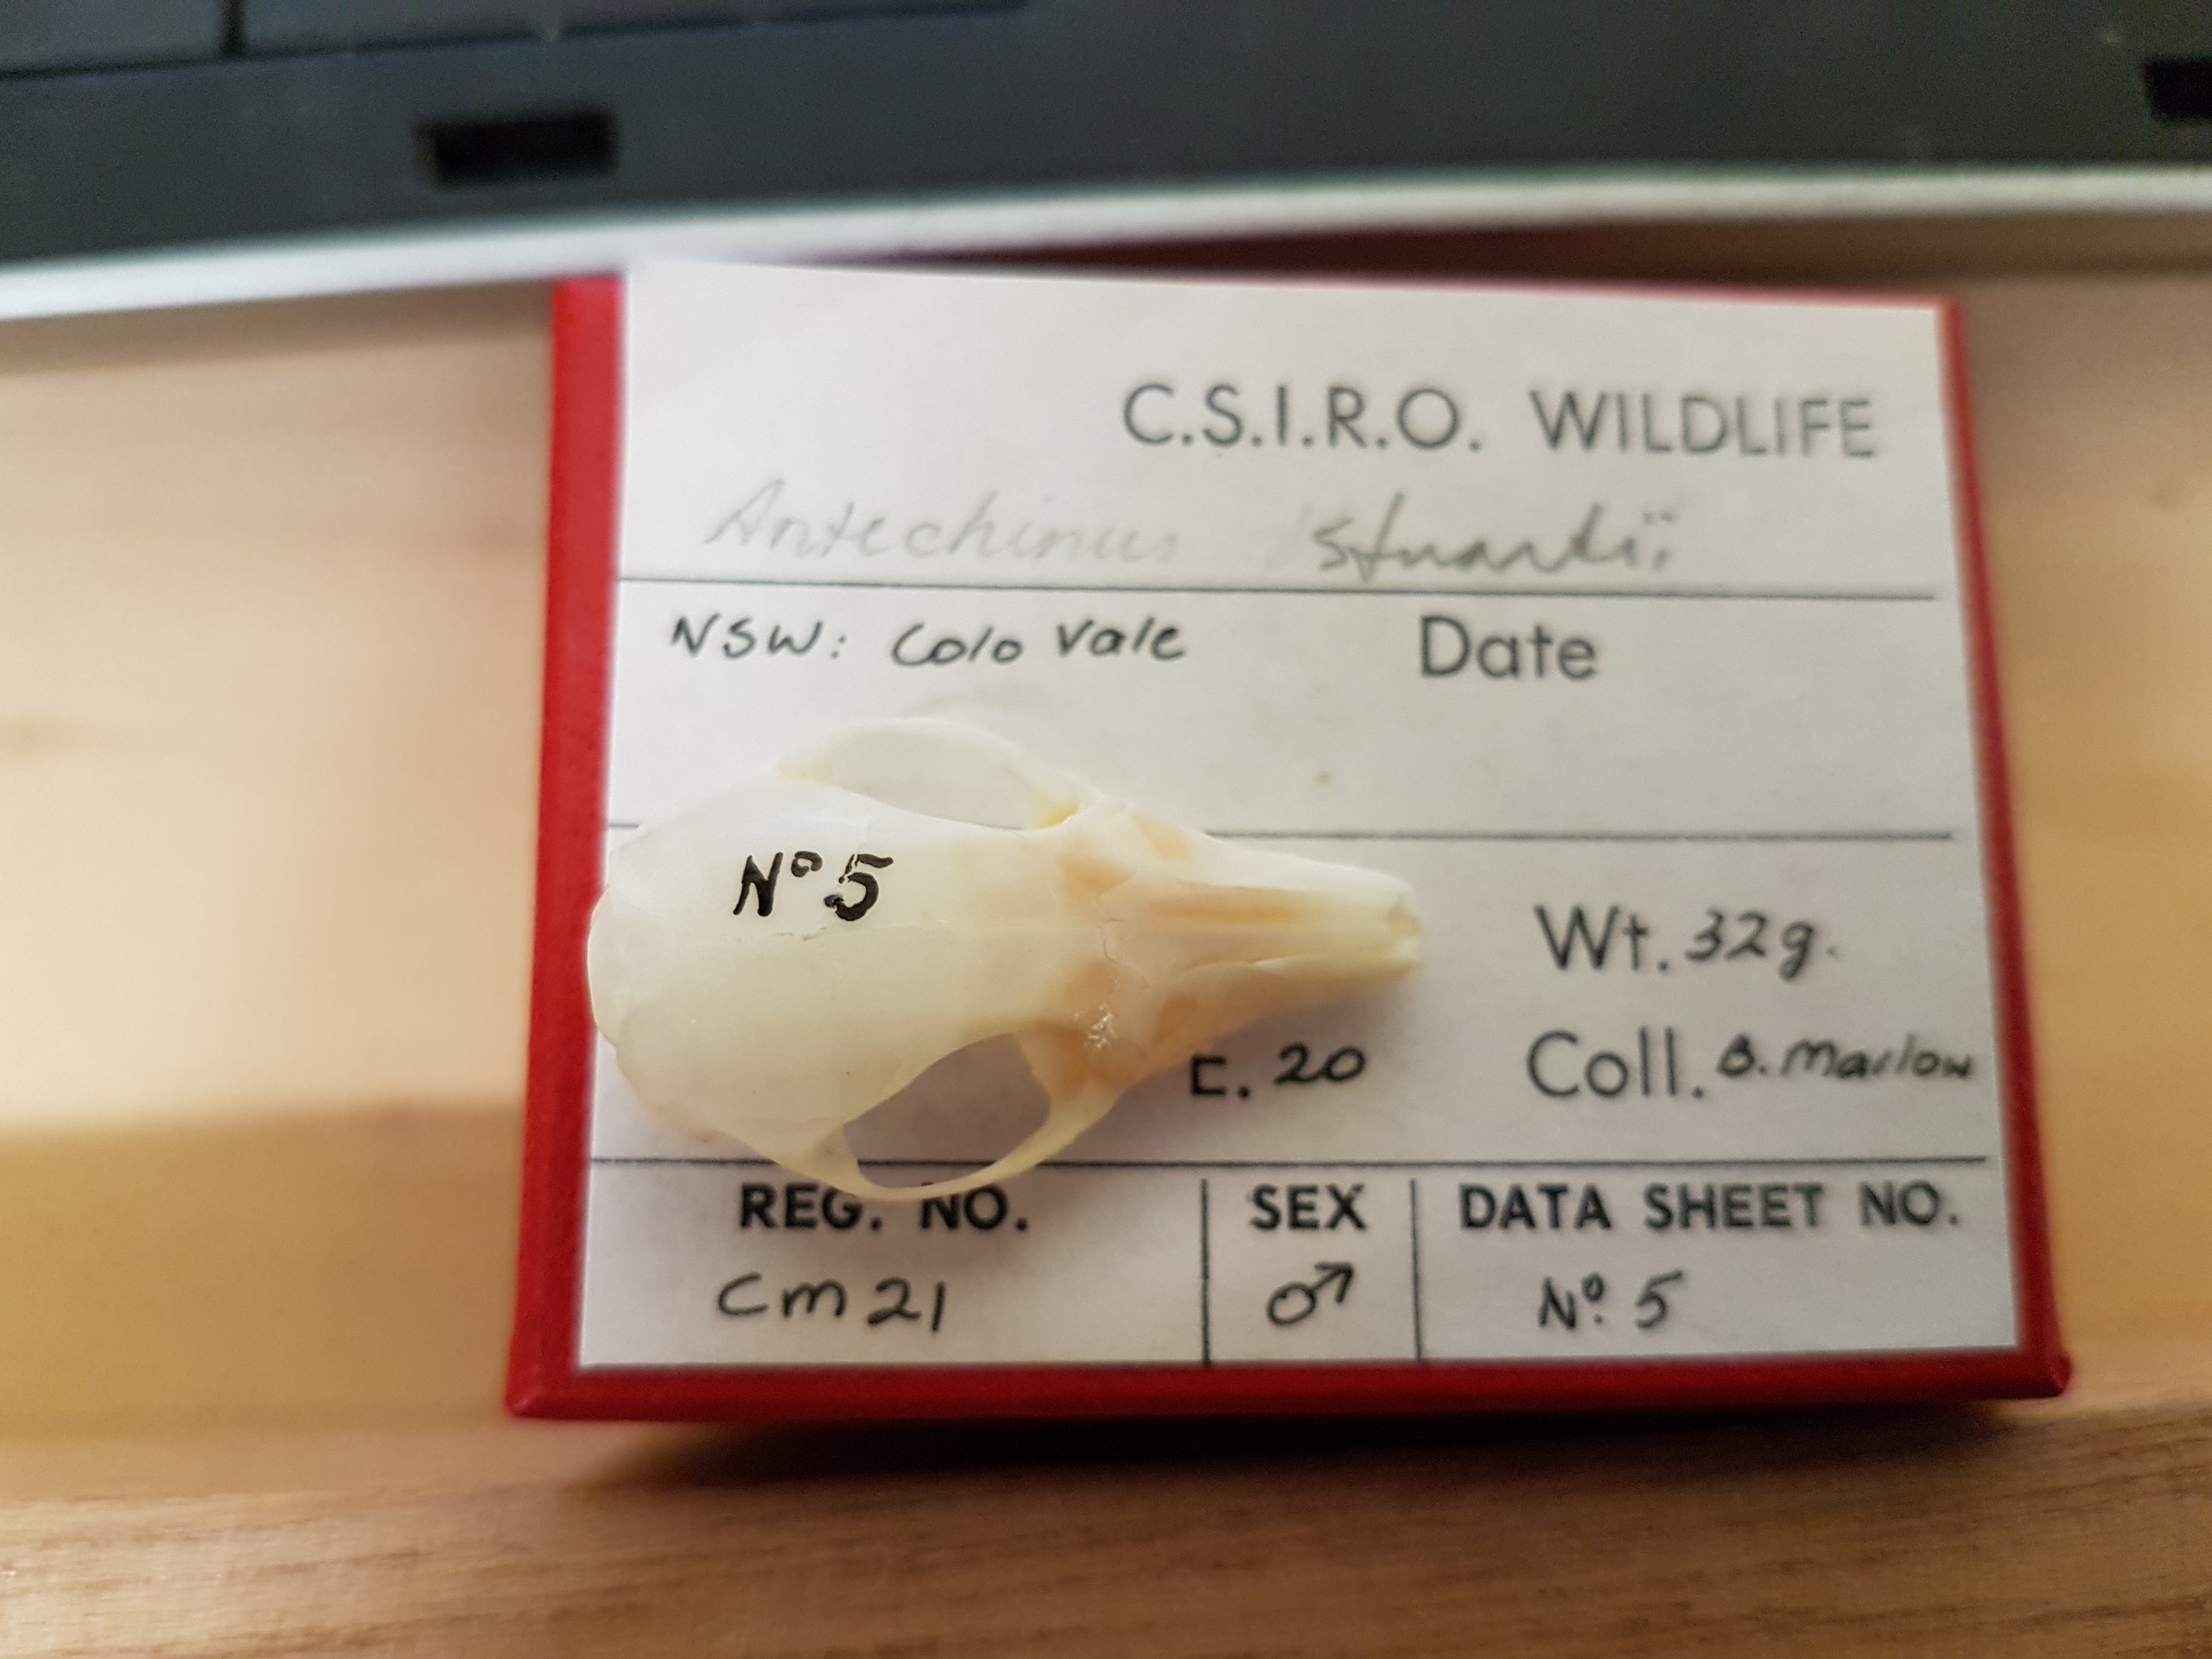 C.S.I.R.O. WILDLIFE
Antechinus stuartii
NSW: Colo Vale Date
Wt. 32g.
E. 20 Coll. B. Marlow
REG. NO. SEX DATA SHEET NO.
Cm 21 ♂ Nº. 5
Nº 5